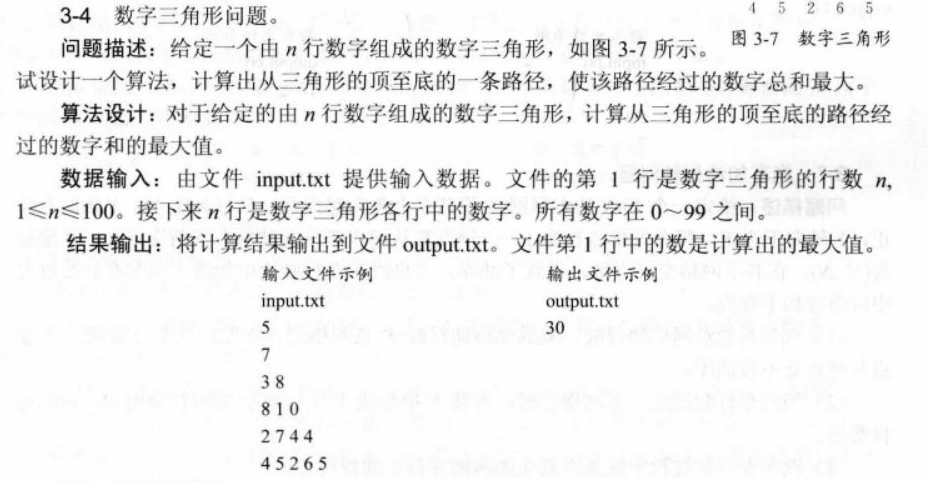 4 5 2 6 5
3-4 数字三角形问题。
图 3-7 数字三角形
问题描述：给定一个由 n 行数字组成的数字三角形，如图 3-7 所示。
试设计一个算法，计算出从三角形的顶至底的一条路径，使该路径经过的数字总和最大。
算法设计：对于给定的由 n 行数字组成的数字三角形，计算从三角形的顶至底的路径经
过的数字和的最大值。
数据输入：由文件 input.txt 提供输入数据。文件的第 1 行是数字三角形的行数 n,
1≤n≤100。接下来 n 行是数字三角形各行中的数字。所有数字在 0～99 之间。
结果输出：将计算结果输出到文件 output.txt。文件第 1 行中的数是计算出的最大值。
输入文件示例 输出文件示例
input.txt output.txt
5 30
7
3 8
8 1 0
2 7 4 4
4 5 2 6 5